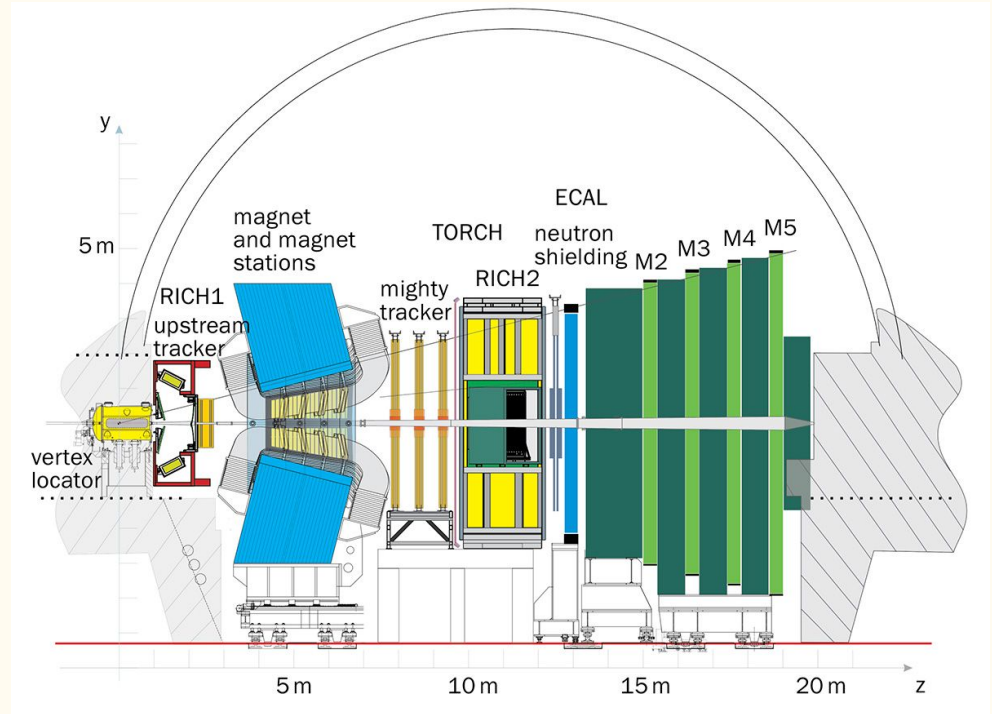 y
5 m
magnet
and magnet
stations
RICH1
upstream
tracker
vertex
locator
mighty
tracker
TORCH
RICH2
ECAL
neutron
shielding
M2
M3
M4
M5
5 m
10 m
15 m
20 m
z